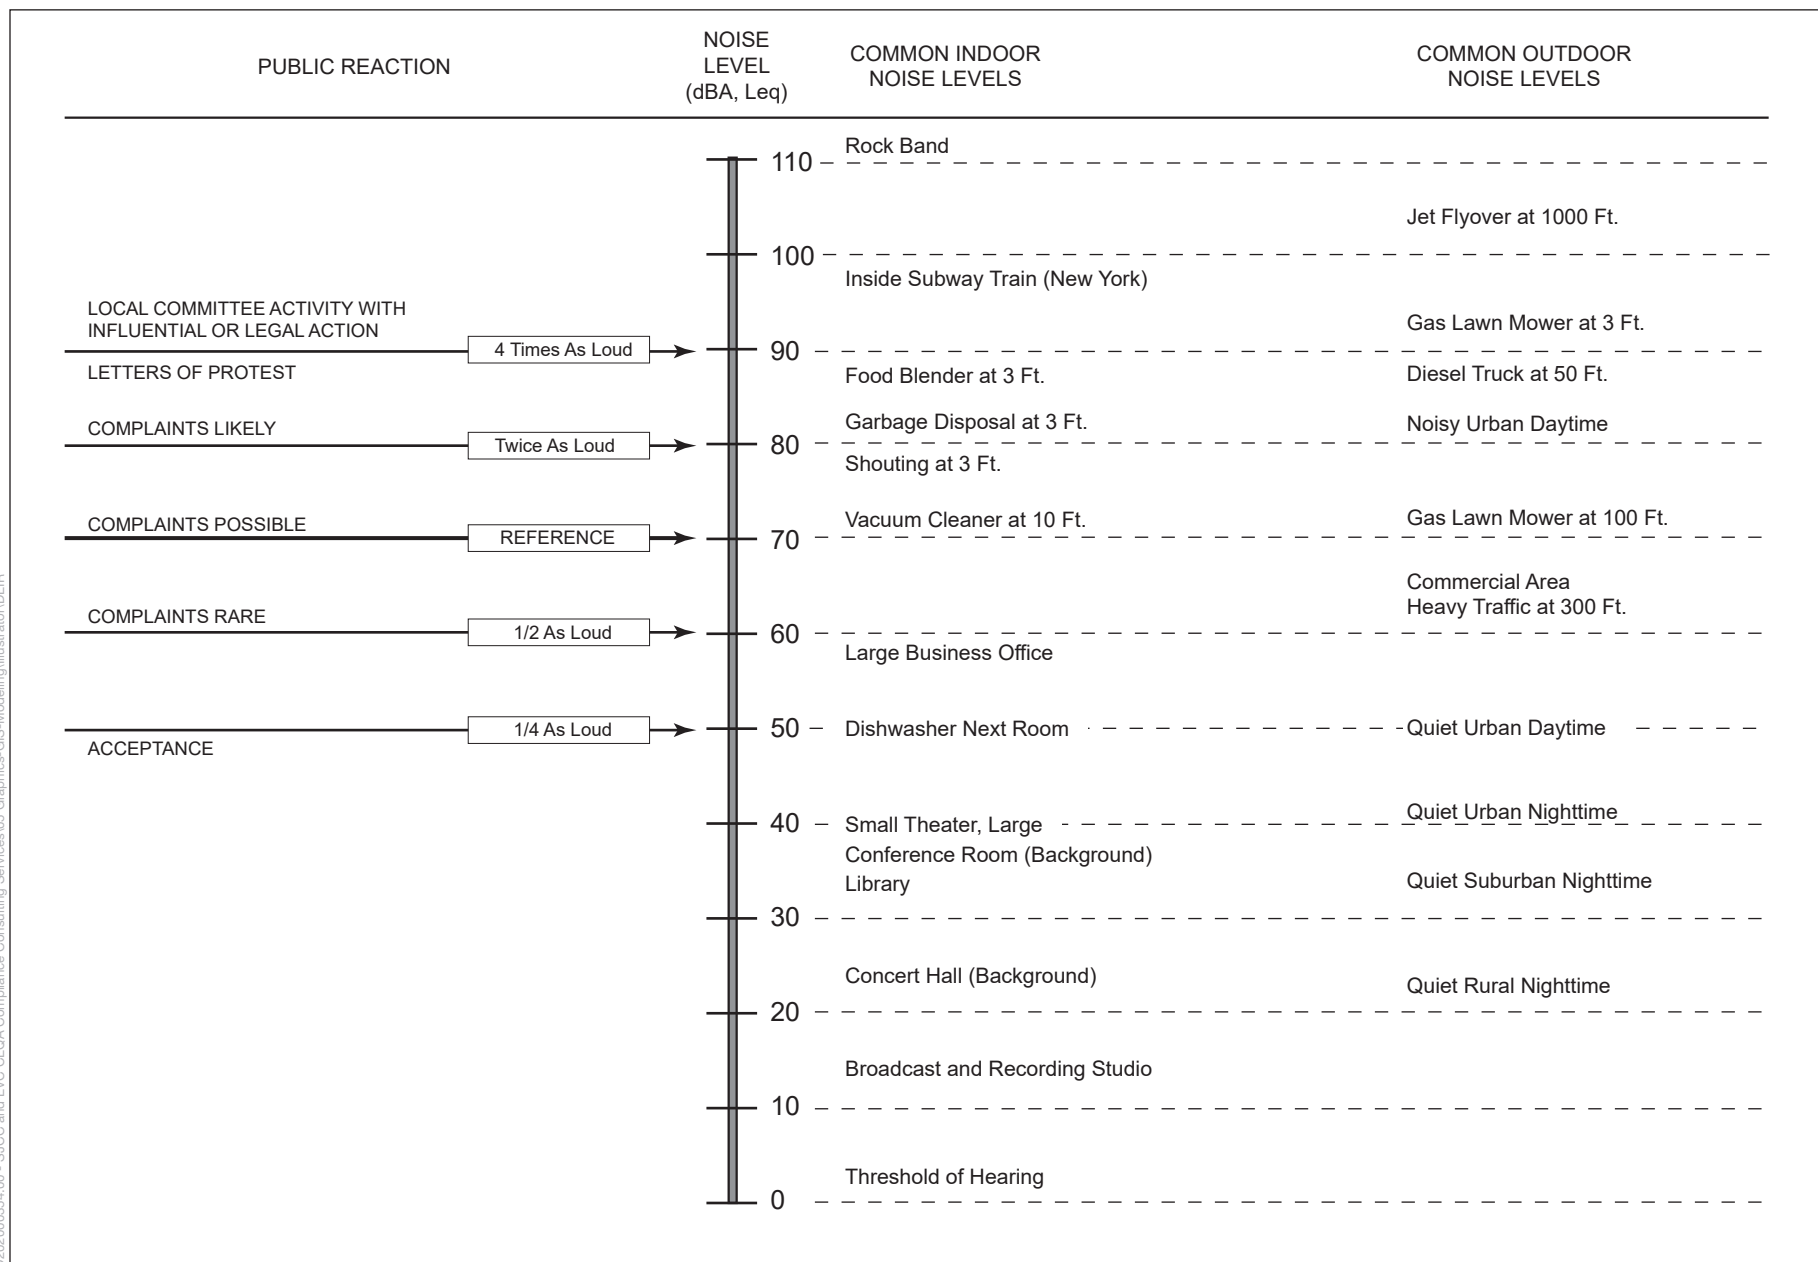 PUBLIC REACTION
NOISE
LEVEL
(dBA, Leq)
COMMON INDOOR
NOISE LEVELS
COMMON OUTDOOR
NOISE LEVELS
Rock Band
110
Jet Flyover at 1000 Ft.
100
Inside Subway Train (New York)
LOCAL COMMITTEE ACTIVITY WITH
INFLUENTIAL OR LEGAL ACTION
Gas Lawn Mower at 3 Ft.
4 Times As Loud
90
LETTERS OF PROTEST
Food Blender at 3 Ft.
Diesel Truck at 50 Ft.
COMPLAINTS LIKELY
Garbage Disposal at 3 Ft.
Noisy Urban Daytime
Twice As Loud
80
Shouting at 3 Ft.
COMPLAINTS POSSIBLE
Vacuum Cleaner at 10 Ft.
Gas Lawn Mower at 100 Ft.
REFERENCE
70
Commercial Area
Heavy Traffic at 300 Ft.
COMPLAINTS RARE
1/2 As Loud
60
Large Business Office
1/4 As Loud
50
Dishwasher Next Room
Quiet Urban Daytime
ACCEPTANCE
Quiet Urban Nighttime
40
Small Theater, Large
Conference Room (Background)
Library
Quiet Suburban Nighttime
30
Concert Hall (Background)
Quiet Rural Nighttime
20
Broadcast and Recording Studio
10
Threshold of Hearing
0